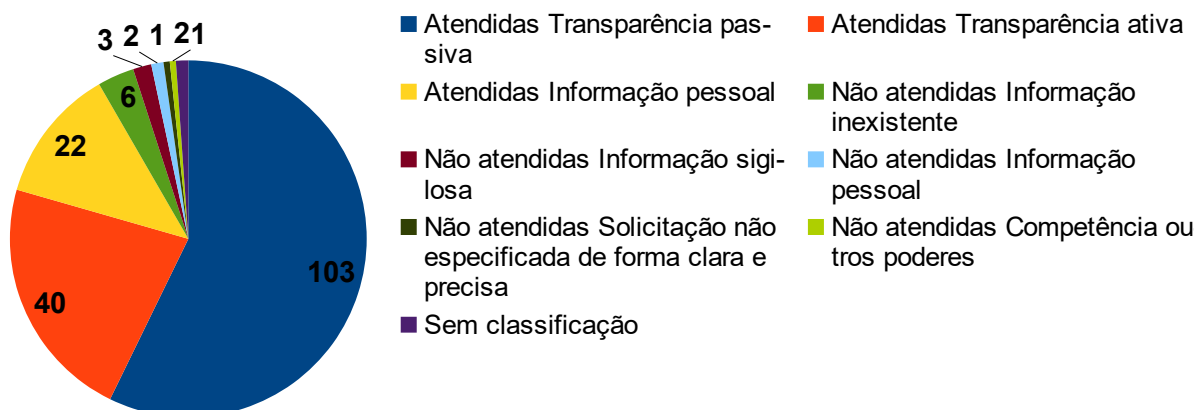 3 2 1 21
6
22
40
103
Atendidas Transparência pas-
siva
Atendidas Transparência ativa
Atendidas Informação pessoal
Não atendidas Informação
inexistente
Não atendidas Informação sigi-
losa
Não atendidas Informação
pessoal
Não atendidas Solicitação não
especificada de forma clara e
precisa
Não atendidas Competência ou
tros poderes
Sem classificação